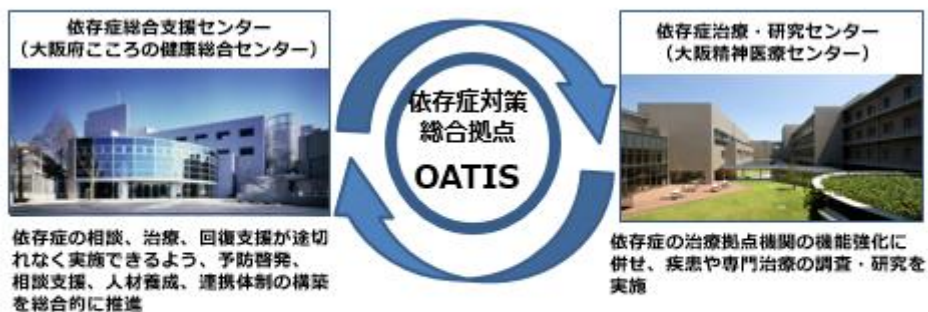 依存症総合支援センター
（大阪府こころの健康総合センター）
依存症の相談、治療、回復支援が途切
れなく実施できるよう、予防啓発、
相談支援、人材養成、連携体制の構築
を総合的に推進
依存症対策
総合拠点
OATIS
依存症治療・研究センター
（大阪精神医療センター）
依存症の治療拠点機関の機能強化に
併せ、疾患や専門治療の調査・研究を
実施